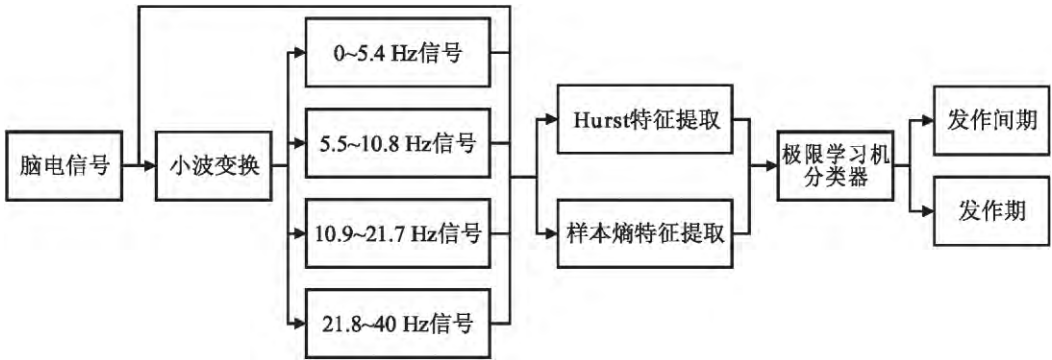 脑电信号
小波变换
0~5.4 Hz信号
5.5~10.8 Hz信号
10.9~21.7 Hz信号
21.8~40 Hz信号
Hurst特征提取
样本熵特征提取
极限学习机
分类器
发作间期
发作期